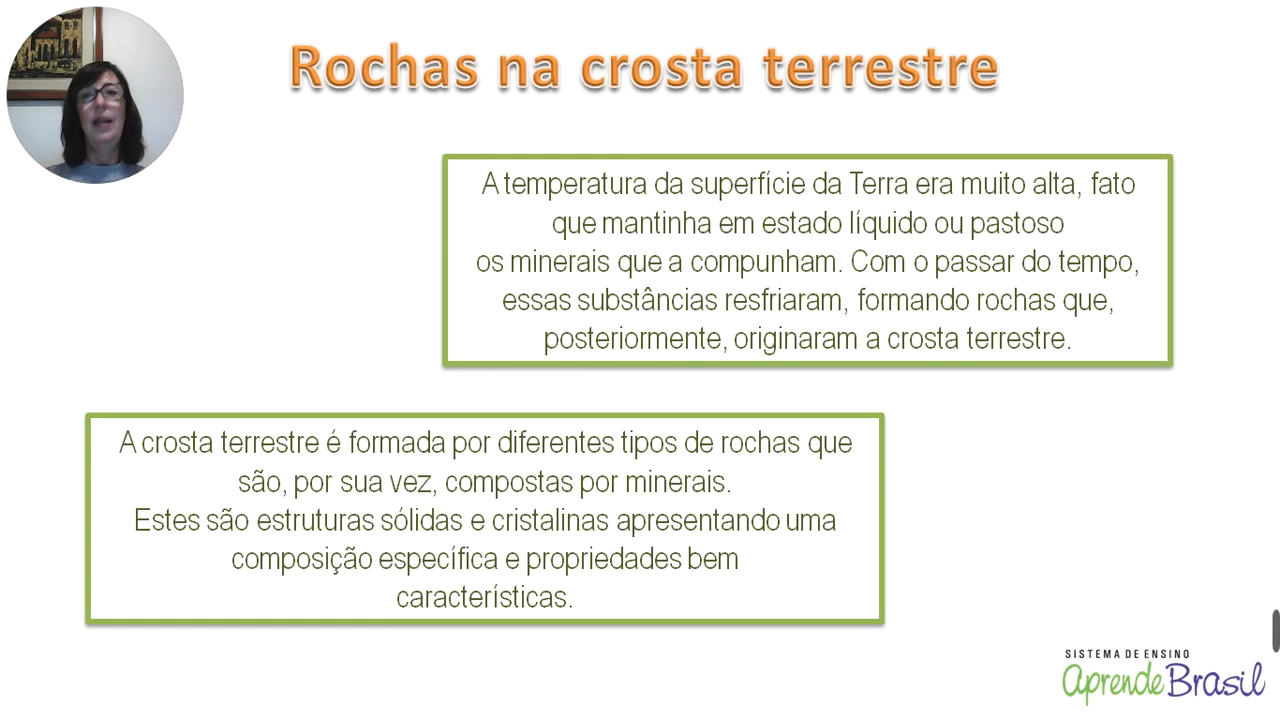 Rochas na crosta terrestre
A temperatura da superfície da Terra era muito alta, fato
que mantinha em estado líquido ou pastoso
os minerais que a compunham. Com o passar do tempo,
essas substâncias resfriaram, formando rochas que,
posteriormente, originaram a crosta terrestre.
A crosta terrestre é formada por diferentes tipos de rochas que
são, por sua vez, compostas por minerais.
Estes são estruturas sólidas e cristalinas apresentando uma
composição específica e propriedades bem
características.
SISTEMA DE ENSINO
aprendeBrasil